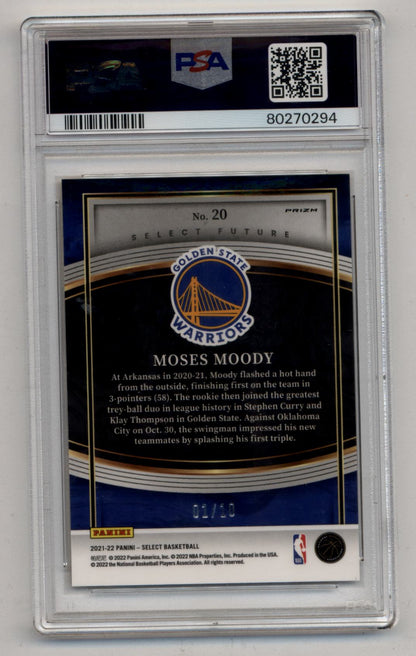 PSA
80270294
No. 20
PRIZM
SELECT FUTURE
GOLDEN STATE
WARRIORS
MOSES MOODY
At Arkansas in 2020-21, Moody flashed a hot hand
from the outside, finishing first on the team in
3-pointers (58). The rookie then joined the greatest
trey-ball duo in league history in Stephen Curry and
Klay Thompson in Golden State. Against Oklahoma
City on Oct. 30, the swingman impressed his new
teammates by splashing his first triple.
01/10
PANINI
2021-22 PANINI – SELECT BASKETBALL
© 2022 Panini America, Inc. © 2022 NBA Properties, Inc. Produced in the USA.
© 2022 the National Basketball Players Association. All rights reserved.